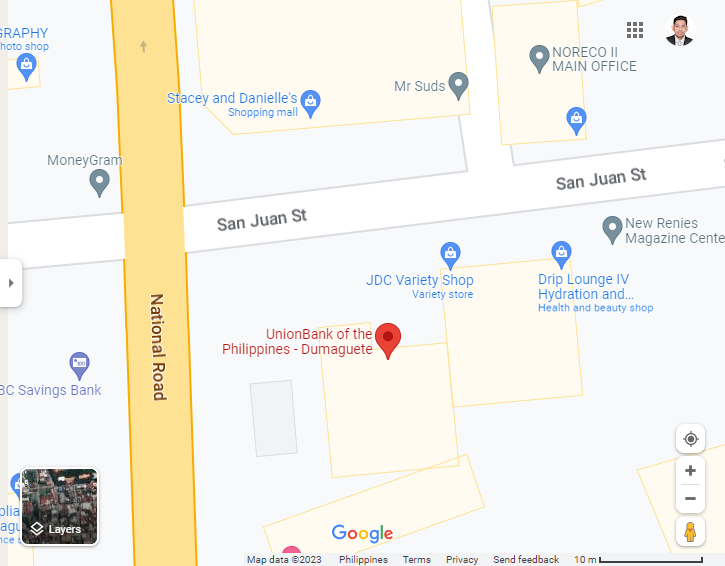 GRAPHY
hoto shop
NORECO II
MAIN OFFICE
Mr Suds
Stacey and Danielle's
Shopping mall
MoneyGram
San Juan St
San Juan St
New Renies
Magazine Cente
JDC Variety Shop
Variety store
Drip Lounge IV
Hydration and...
Health and beauty shop
National Road
UnionBank of the
Philippines - Dumaguete
BC Savings Bank
plia
agu
nce s
Layers
Google
Map data ©2023 Philippines Terms Privacy Send feedback 10 m